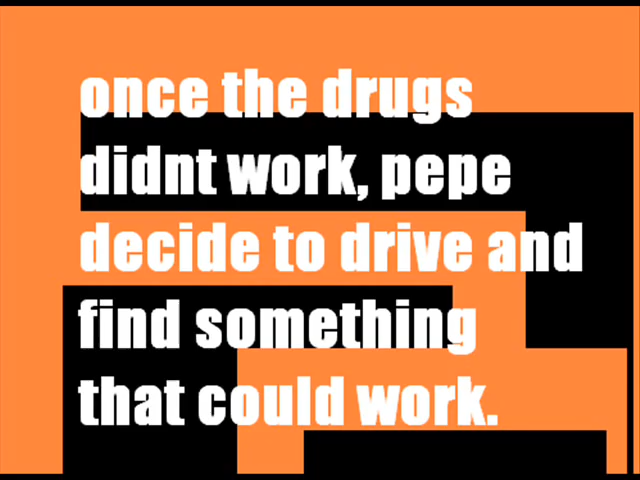 once the drugs
didnt work, pepe
decide to drive and
find something
that could work.